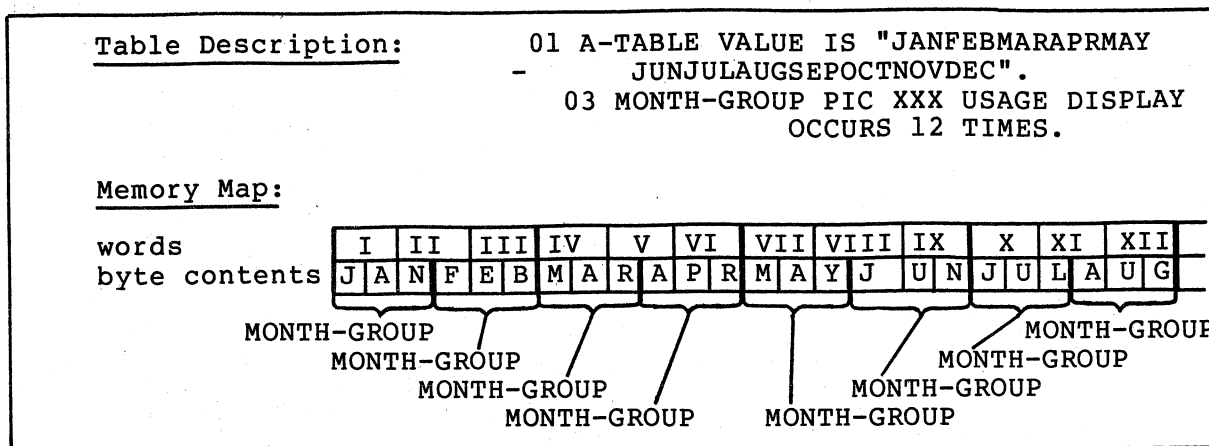 Table Description: 01 A-TABLE VALUE IS "JANFEBMARAPRMAY
- JUNJULAUGSEPOCTNOVDEC".
03 MONTH-GROUP PIC XXX USAGE DISPLAY
OCCURS 12 TIMES.
Memory Map:
words I II III IV V VI VII VIII IX X XI XII
byte contents J A N F E B M A R A P R M A Y J U N J U L A U G
MONTH-GROUP MONTH-GROUP
MONTH-GROUP MONTH-GROUP
MONTH-GROUP MONTH-GROUP
MONTH-GROUP MONTH-GROUP